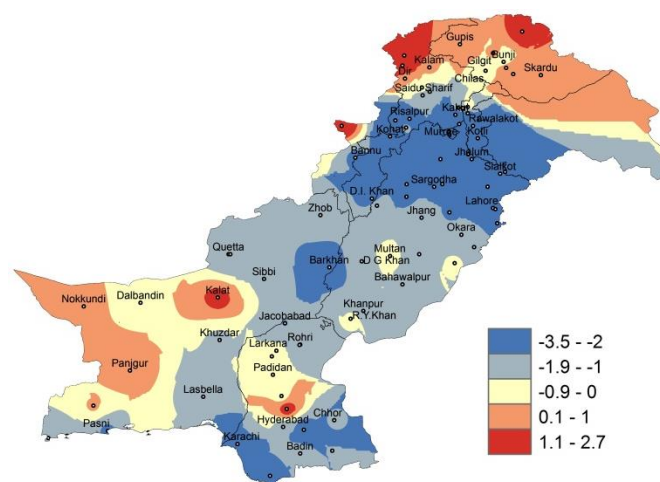 Gupis
Bunji
Kalam
Gilgit
Dir
Skardu
Chilas
Saidu Sharif
Risalpur
Kakul
Rawalakot
Kohat
Murree
Kotli
Bannu
Jhelum
Sialkot
Sargodha
D.I. Khan
Lahore
Zhob
Jhang
Okara
Quetta
Multan
Barkhan
D G Khan
Sibbi
Bahawalpur
Kalat
Dalbandin
Nokkundi
Khanpur
R.Y.Khan
Jacobabad
Khuzdar
Rohri
Larkana
Panjgur
Padidan
Lasbella
Pasni
Chhor
Hyderabad
Karachi
Badin
-3.5 - -2
-1.9 - -1
-0.9 - 0
0.1 - 1
1.1 - 2.7